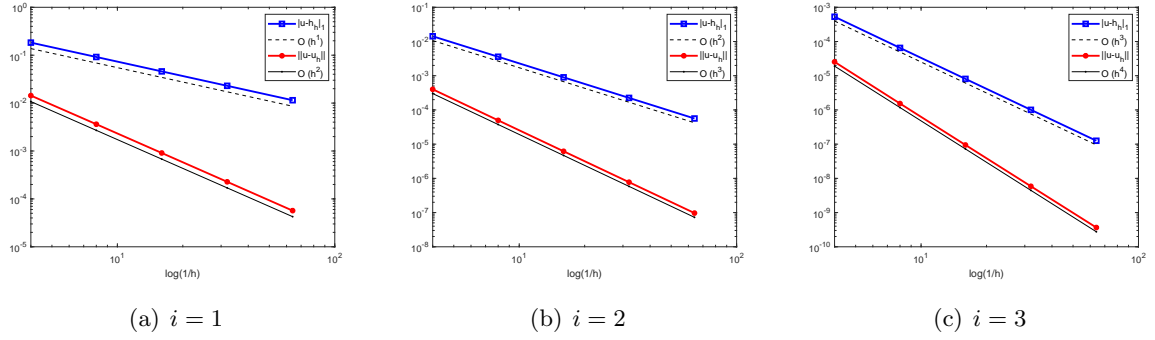 10^0
10^-1
10^-2
10^-3
10^-4
10^-5
10^1
10^2
log(1/h)
|u-h_h|_1
O (h^1)
||u-u_h||
O (h^2)
(a) i = 1
10^-1
10^-2
10^-3
10^-4
10^-5
10^-6
10^-7
10^-8
10^1
10^2
log(1/h)
|u-h_h|_1
O (h^2)
||u-u_h||
O (h^3)
(b) i = 2
10^-3
10^-4
10^-5
10^-6
10^-7
10^-8
10^-9
10^-10
10^1
10^2
log(1/h)
|u-h_h|_1
O (h^3)
||u-u_h||
O (h^4)
(c) i = 3